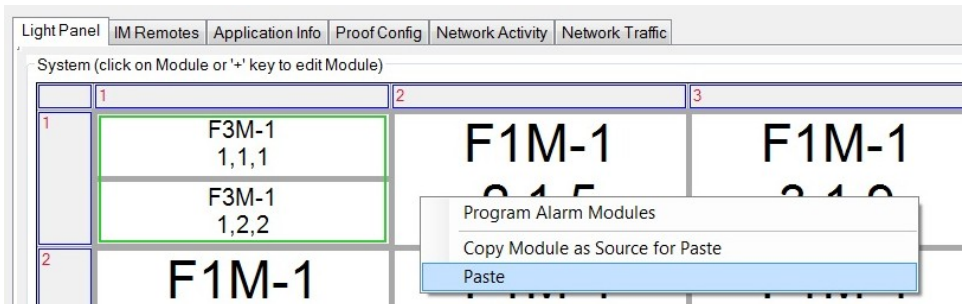 Light Panel IM Remotes Application Info Proof Config Network Activity Network Traffic
System (click on Module or '+' key to edit Module)
1 2 3
1
F3M-1
1,1,1
F3M-1
1,2,2
F1M-1
F1M-1
Program Alarm Modules
Copy Module as Source for Paste
Paste
2
F1M-1